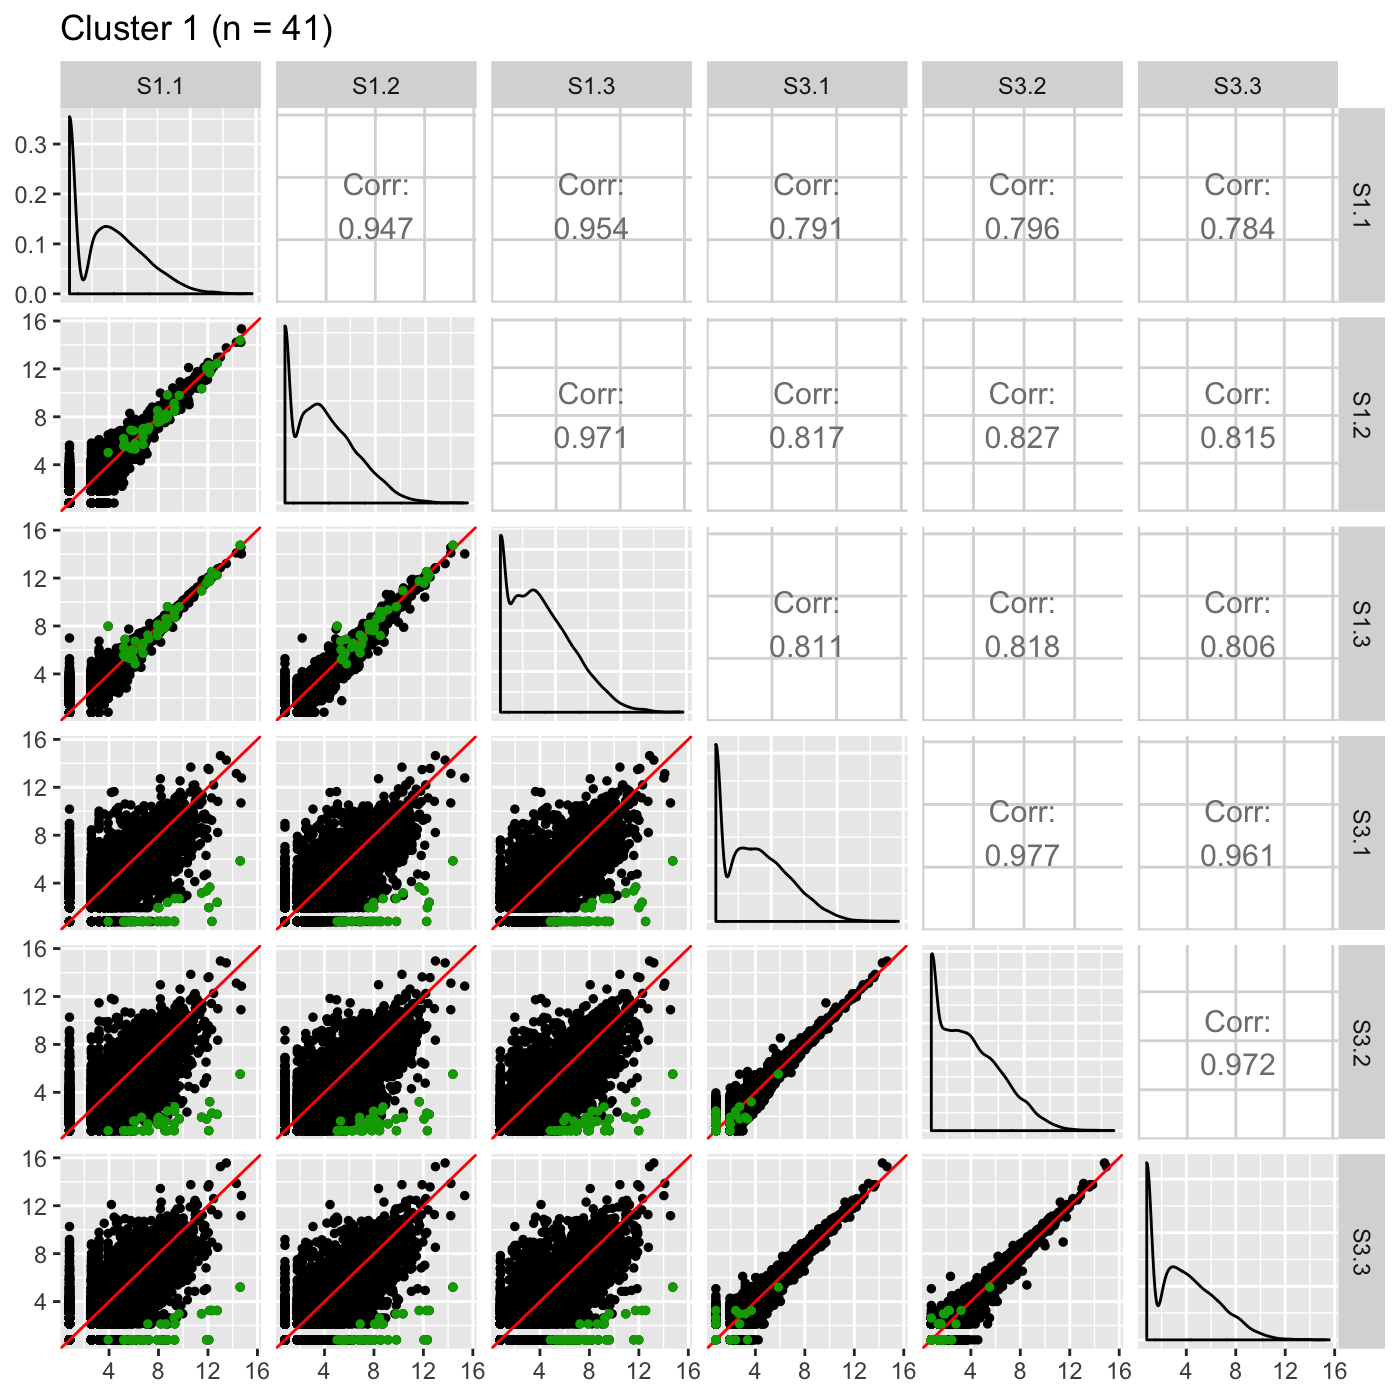 Cluster 1 (n = 41)
S1.1 S1.2 S1.3 S3.1 S3.2 S3.3
0.3
0.2
0.1
0.0
Corr: Corr: Corr: Corr: Corr:
0.947 0.954 0.791 0.796 0.784
S1.1
16
12
8
4
Corr: Corr: Corr: Corr:
0.971 0.817 0.827 0.815
S1.2
16
12
8
4
Corr: Corr: Corr:
0.811 0.818 0.806
S1.3
16
12
8
4
Corr: Corr:
0.977 0.961
S3.1
16
12
8
4
Corr:
0.972
S3.2
16
12
8
4
S3.3
4 8 12 16 4 8 12 16 4 8 12 16 4 8 12 16 4 8 12 16 4 8 12 16